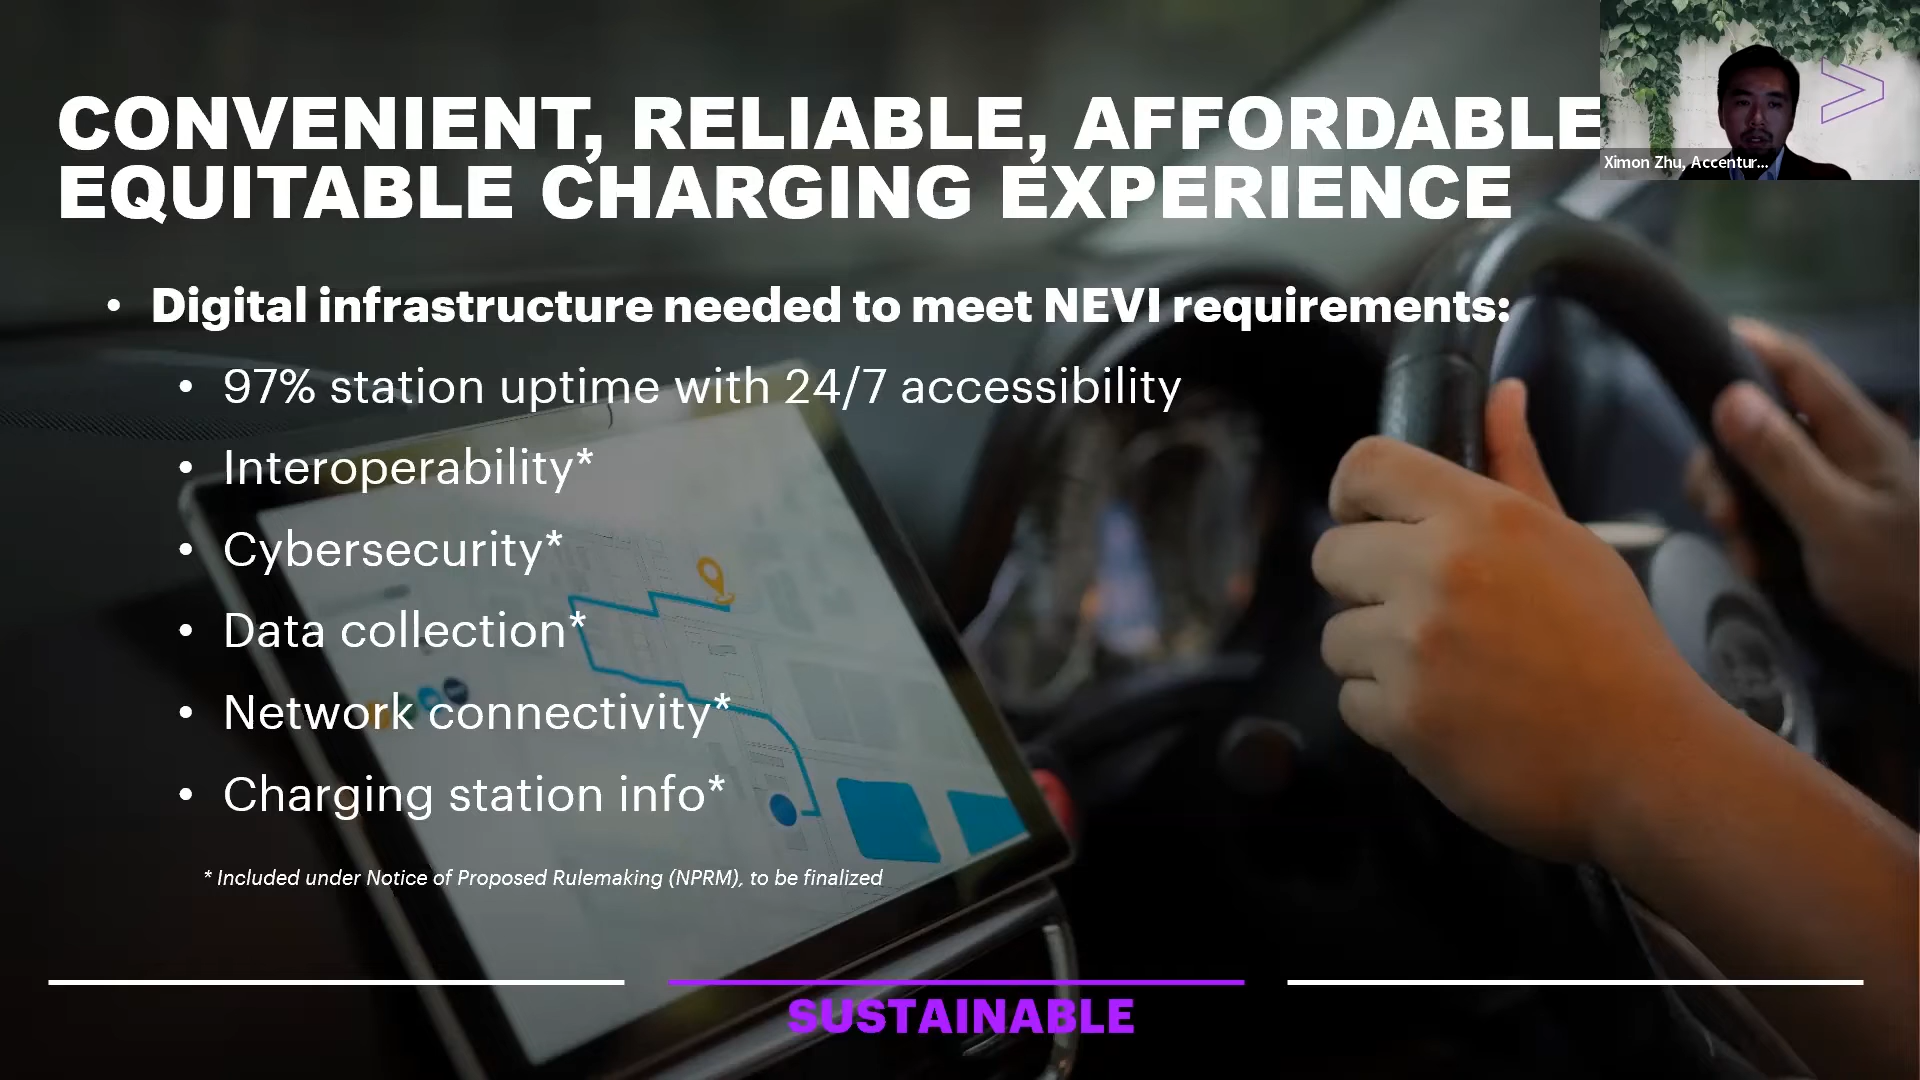 CONVENIENT, RELIABLE, AFFORDABLE
EQUITABLE CHARGING EXPERIENCE
Ximon Zhu, Accentur...
• Digital infrastructure needed to meet NEVI requirements:
• 97% station uptime with 24/7 accessibility
• Interoperability*
• Cybersecurity*
• Data collection*
• Network connectivity*
• Charging station info*
* Included under Notice of Proposed Rulemaking (NPRM), to be finalized
SUSTAINABLE